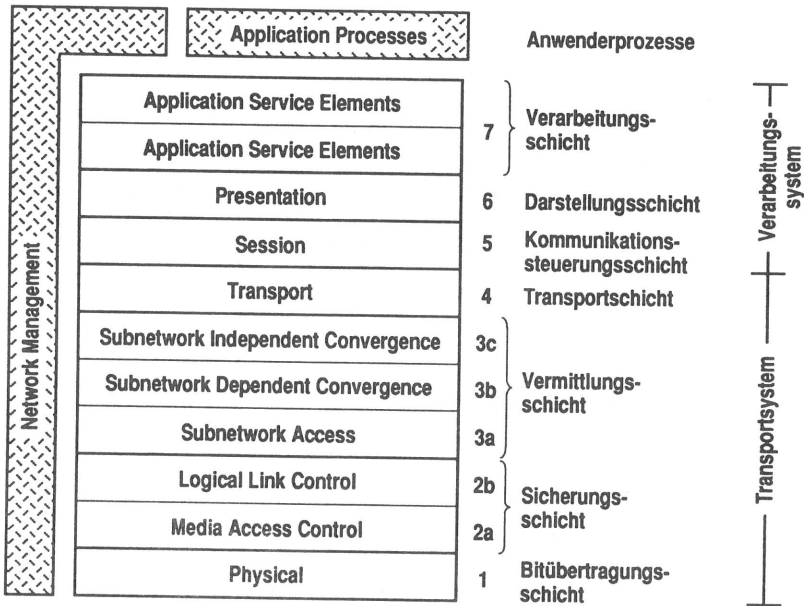 Application Processes
Anwenderprozesse
Network Management
Application Service Elements
Application Service Elements
7
Verarbeitungs-
schicht
Presentation
6
Darstellungsschicht
Session
5
Kommunikations-
steuerungsschicht
Verarbeitungs-
system
Transport
4
Transportschicht
Subnetwork Independent Convergence
3c
Subnetwork Dependent Convergence
3b
Subnetwork Access
3a
Vermittlungs-
schicht
Logical Link Control
2b
Media Access Control
2a
Sicherungs-
schicht
Physical
1
Bitübertragungs-
schicht
Transportsystem